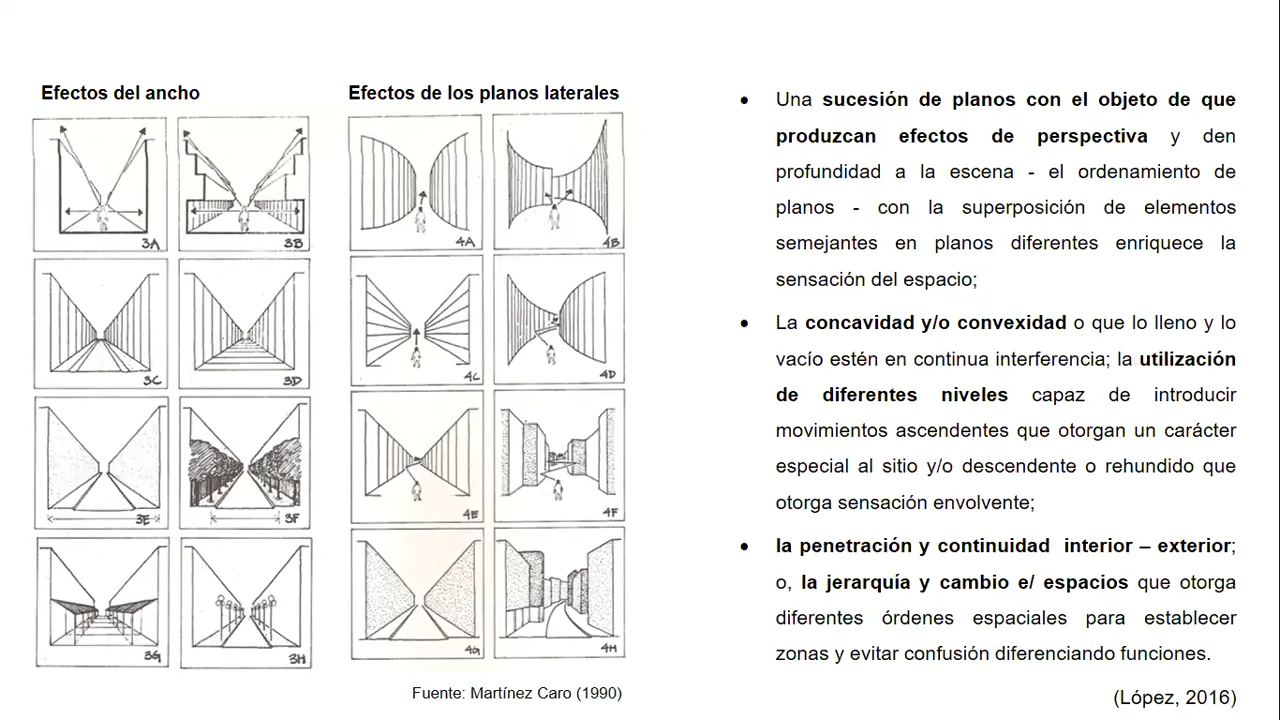 Efectos del ancho
3A
3B
3C
3D
3E
3F
3G
3H
Efectos de los planos laterales
4A
4B
4C
4D
4E
4F
4G
4H
Fuente: Martínez Caro (1990)
• Una sucesión de planos con el objeto de que
produzcan efectos de perspectiva y den
profundidad a la escena - el ordenamiento de
planos - con la superposición de elementos
semejantes en planos diferentes enriquece la
sensación del espacio;
• La concavidad y/o convexidad o que lo lleno y lo
vacío estén en continua interferencia; la utilización
de diferentes niveles capaz de introducir
movimientos ascendentes que otorgan un carácter
especial al sitio y/o descendente o rehundido que
otorga sensación envolvente;
• la penetración y continuidad interior – exterior;
o, la jerarquía y cambio e/ espacios que otorga
diferentes órdenes espaciales para establecer
zonas y evitar confusión diferenciando funciones.
(López, 2016)